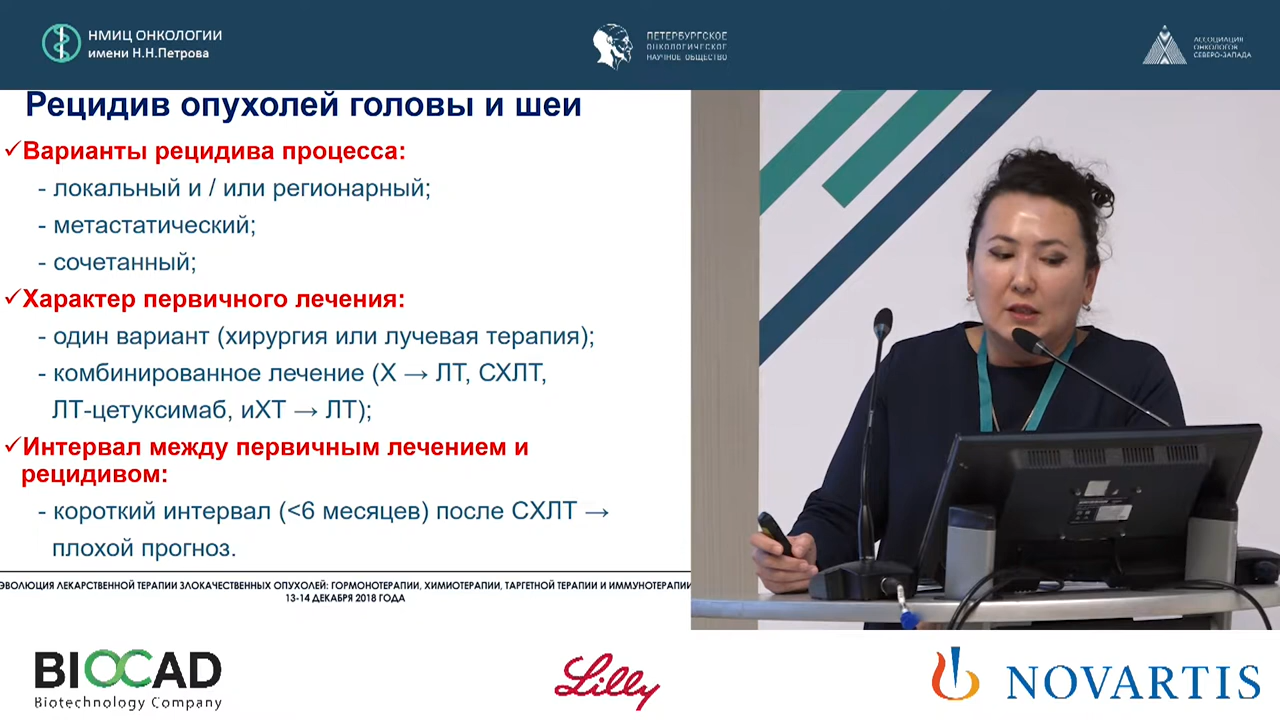 НМИЦ ОНКОЛОГИИ
имени Н.Н.Петрова
ПЕТЕРБУРГСКОЕ
ОНКОЛОГИЧЕСКОЕ
НАУЧНОЕ ОБЩЕСТВО
АССОЦИАЦИЯ
ОНКОЛОГОВ
СЕВЕРО-ЗАПАДА
Рецидив опухолей головы и шеи
✓Варианты рецидива процесса:
- локальный и / или регионарный;
- метастатический;
- сочетанный;
✓Характер первичного лечения:
- один вариант (хирургия или лучевая терапия);
- комбинированное лечение (Х → ЛТ, СХЛТ,
ЛТ-цетуксимаб, иХТ → ЛТ);
✓Интервал между первичным лечением и
рецидивом:
- короткий интервал (<6 месяцев) после СХЛТ →
плохой прогноз.
ЭВОЛЮЦИЯ ЛЕКАРСТВЕННОЙ ТЕРАПИИ ЗЛОКАЧЕСТВЕННЫХ ОПУХОЛЕЙ: ГОРМОНОТЕРАПИИ, ХИМИОТЕРАПИИ, ТАРГЕТНОЙ ТЕРАПИИ И ИММУНОТЕРАПИИ
13-14 ДЕКАБРЯ 2018 ГОДА
BIOCAD
Biotechnology Company
Lilly
NOVARTIS